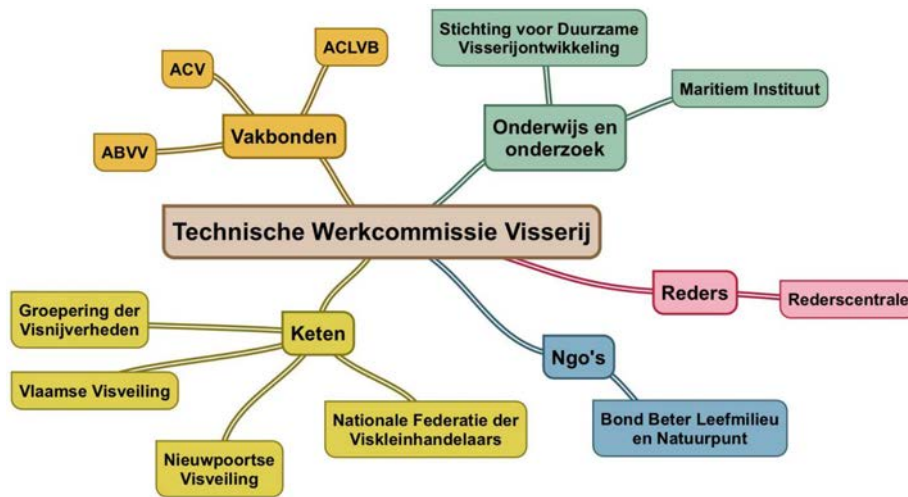 ACLVB
ACV
ABVV
Vakbonden
Stichting voor Duurzame
Visserijontwikkeling
Maritiem Instituut
Onderwijs en
onderzoek
Technische Werkcommissie Visserij
Reders
Rederscentrale
Groepering der
Visnijverheden
Keten
Vlaamse Visveiling
Nieuwpoortse
Visveiling
Nationale Federatie der
Viskleinhandelaars
Ngo's
Bond Beter Leefmilieu
en Natuurpunt